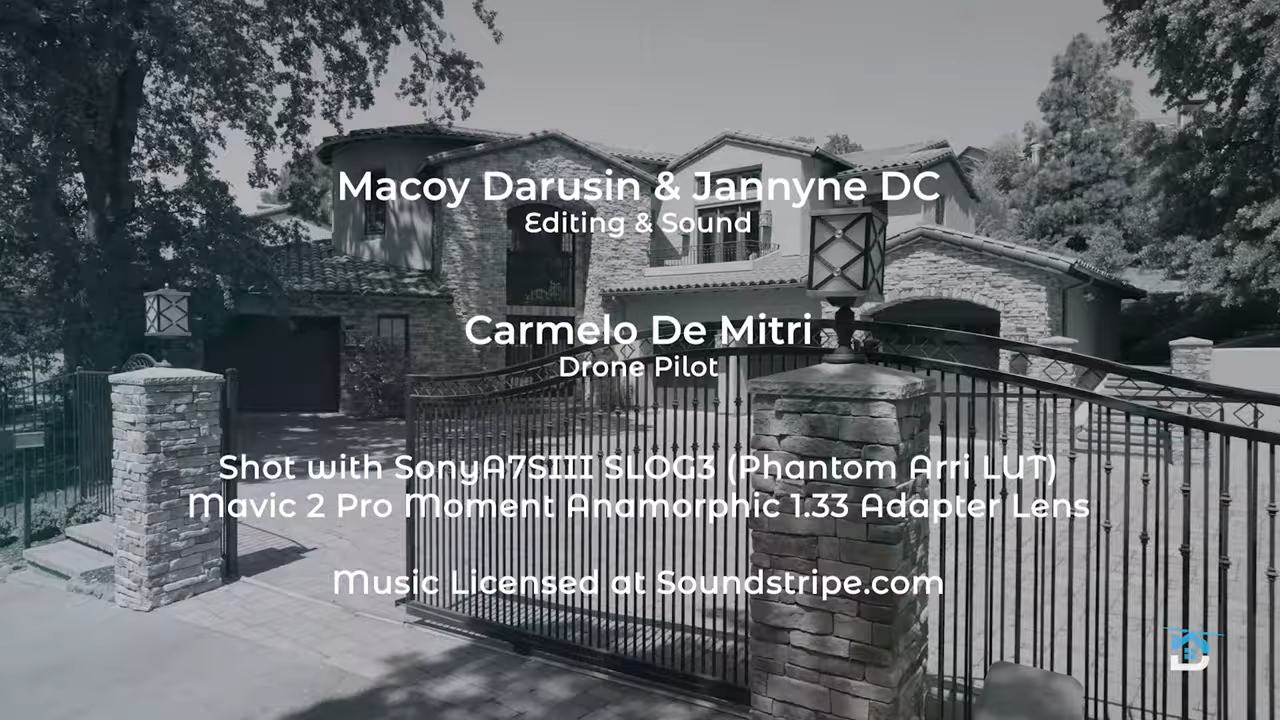 Macoy Darusin & Jannyne DC
Editing & Sound
Carmelo De Mitri
Drone Pilot
Shot with SonyA7SIII SLOG3 (Phantom Arri LUT)
Mavic 2 Pro Moment Anamorphic 1.33 Adapter Lens
Music Licensed at Soundstripe.com